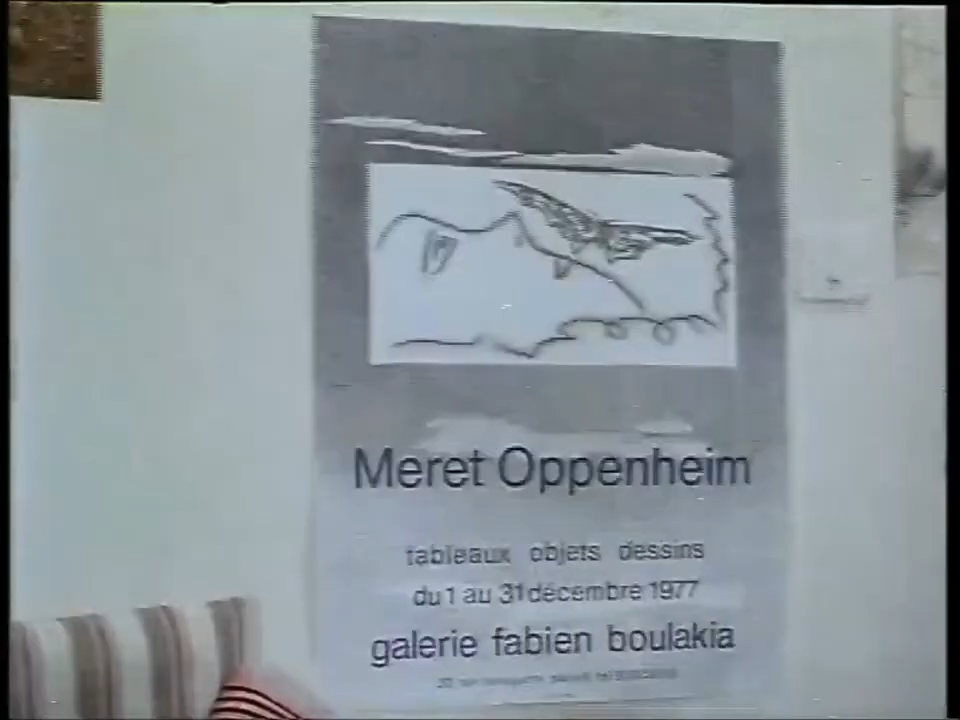 Meret Oppenheim
tableaux objets dessins
du 1 au 31 décembre 1977
galerie fabien boulakia